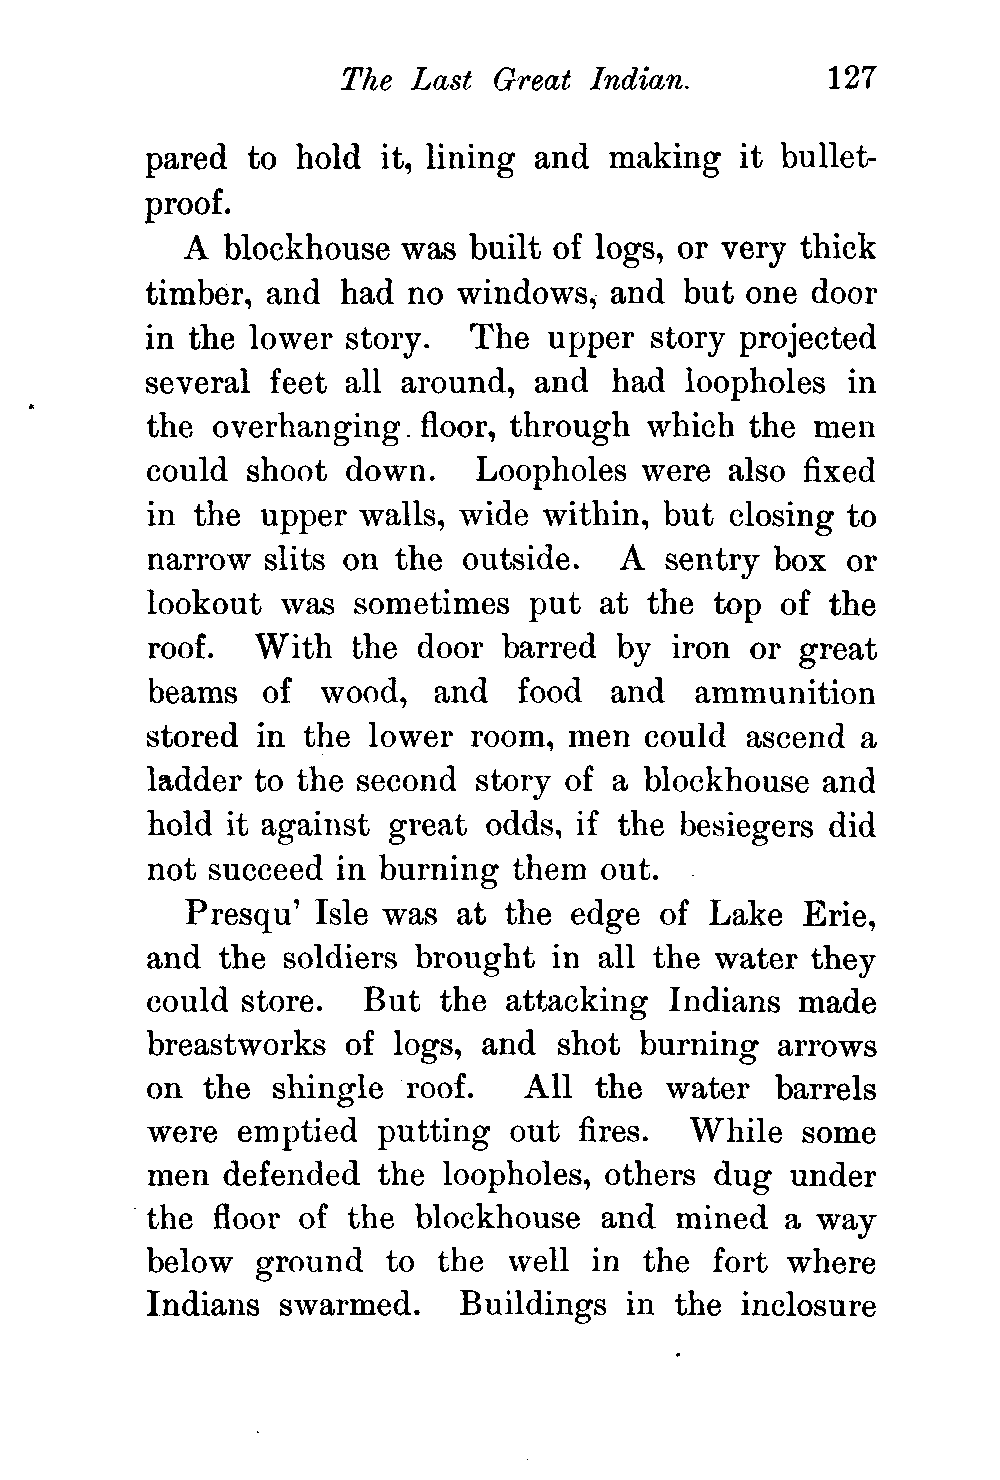 The Last Great Indian. 127
pared to hold it, lining and making it bullet-
proof.
A blockhouse was built of logs, or very thick
timber, and had no windows, and but one door
in the lower story. The upper story projected
several feet all around, and had loopholes in
the overhanging floor, through which the men
could shoot down. Loopholes were also fixed
in the upper walls, wide within, but closing to
narrow slits on the outside. A sentry box or
lookout was sometimes put at the top of the
roof. With the door barred by iron or great
beams of wood, and food and ammunition
stored in the lower room, men could ascend a
ladder to the second story of a blockhouse and
hold it against great odds, if the besiegers did
not succeed in burning them out.
Presqu' Isle was at the edge of Lake Erie,
and the soldiers brought in all the water they
could store. But the attacking Indians made
breastworks of logs, and shot burning arrows
on the shingle roof. All the water barrels
were emptied putting out fires. While some
men defended the loopholes, others dug under
the floor of the blockhouse and mined a way
below ground to the well in the fort where
Indians swarmed. Buildings in the inclosure